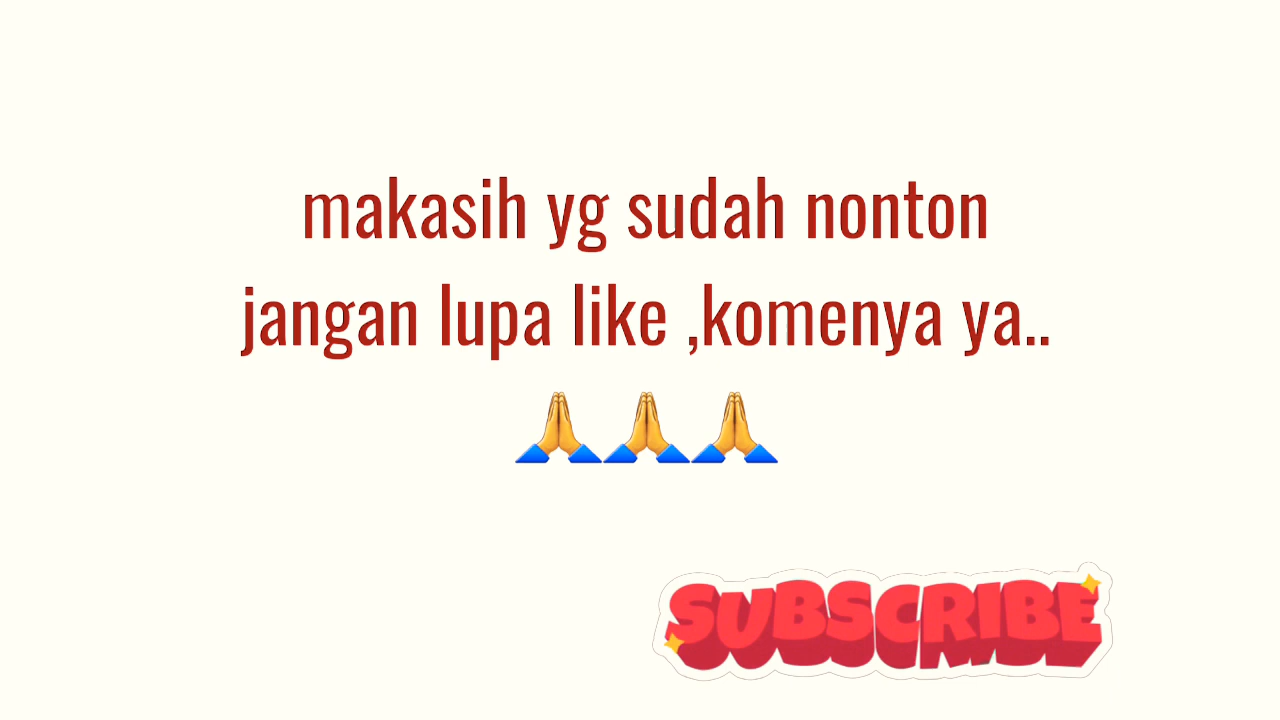 makasih yg sudah nonton
jangan lupa like ,komenya ya..
🙏🙏🙏
SUBSCRIBE